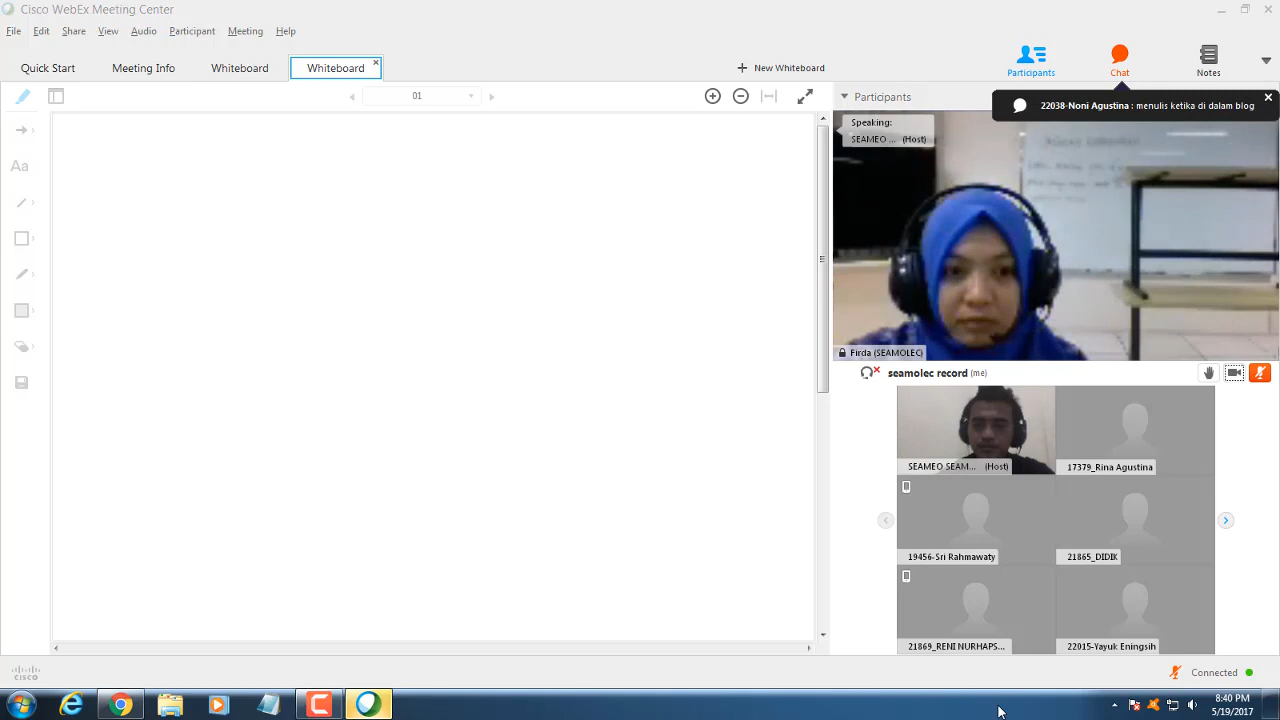 Cisco WebEx Meeting Center
File Edit Share View Audio Participant Meeting Help
Quick Start Meeting Info Whiteboard Whiteboard New Whiteboard
Participants Chat Notes
01
Participants
22038-Noni Agustina : menulis ketika di dalam blog
Speaking:
SEAMEO ... (Host)
Firda (SEAMOLEC)
seamolec record (me)
SEAMEO SEAM... (Host)
17379_Rina Agustina
19456-Sri Rahmawaty
21865_DIDIK
21869_RENI NURHAPS...
22015-Yayuk Eningsih
Connected
8:40 PM
5/19/2017